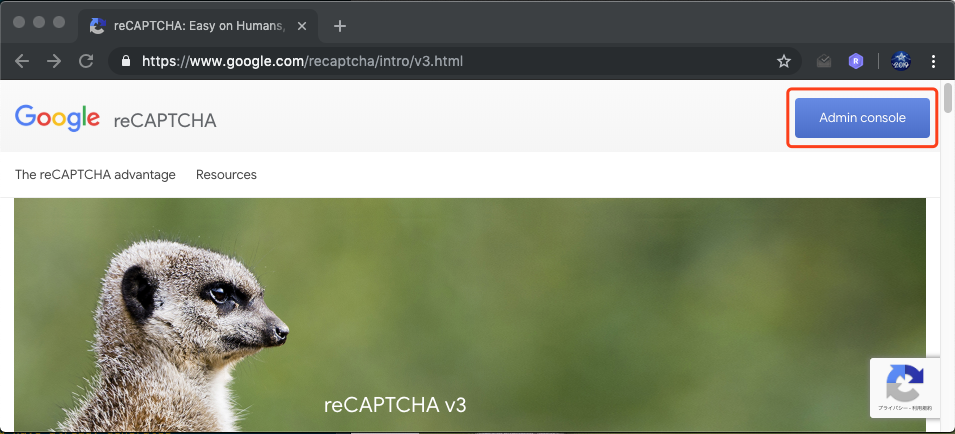 reCAPTCHA: Easy on Humans,
https://www.google.com/recaptcha/intro/v3.html
R
2019
Google reCAPTCHA
Admin console
The reCAPTCHA advantage Resources
reCAPTCHA v3
プライバシー - 利用規約